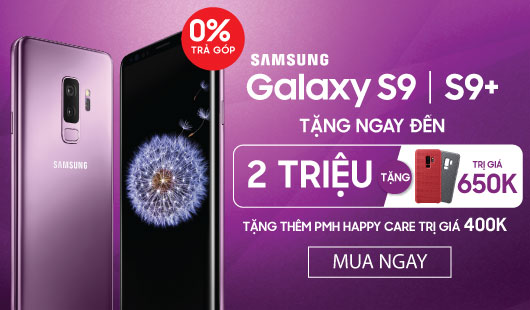 0%
TRẢ GÓP
SAMSUNG
Galaxy S9 | S9+
TẶNG NGAY ĐẾN
2 TRIỆU
TẶNG
TRỊ GIÁ
650K
TẶNG THÊM PMH HAPPY CARE TRỊ GIÁ 400K
MUA NGAY
SAMSUNG